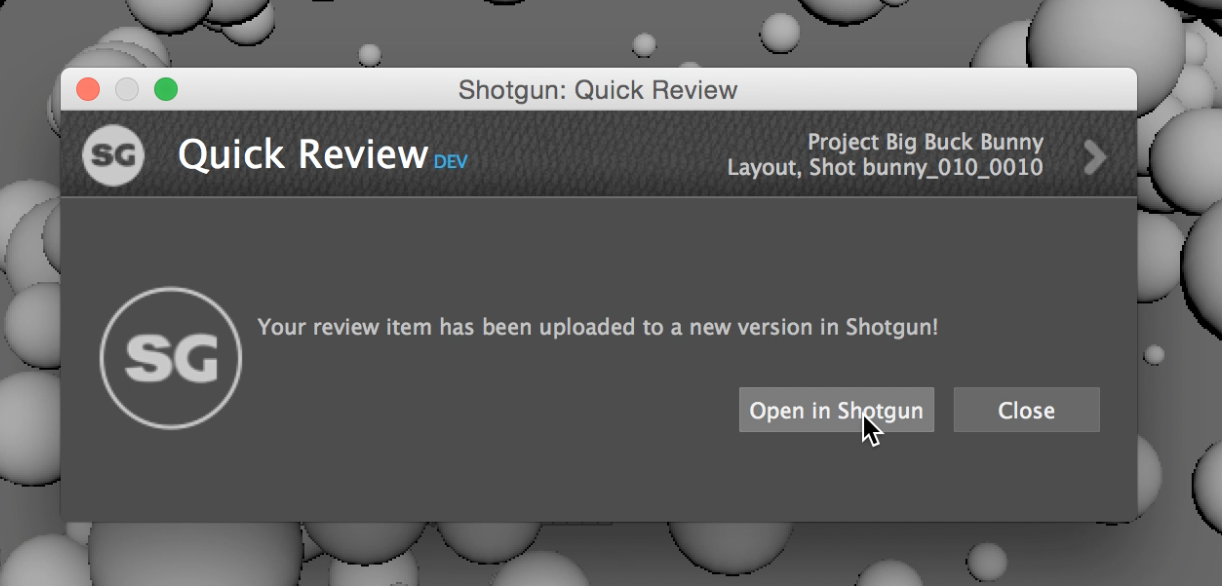 Shotgun: Quick Review
SG
Quick Review DEV
Project Big Buck Bunny
Layout, Shot bunny_010_0010
SG
Your review item has been uploaded to a new version in Shotgun!
Open in Shotgun
Close